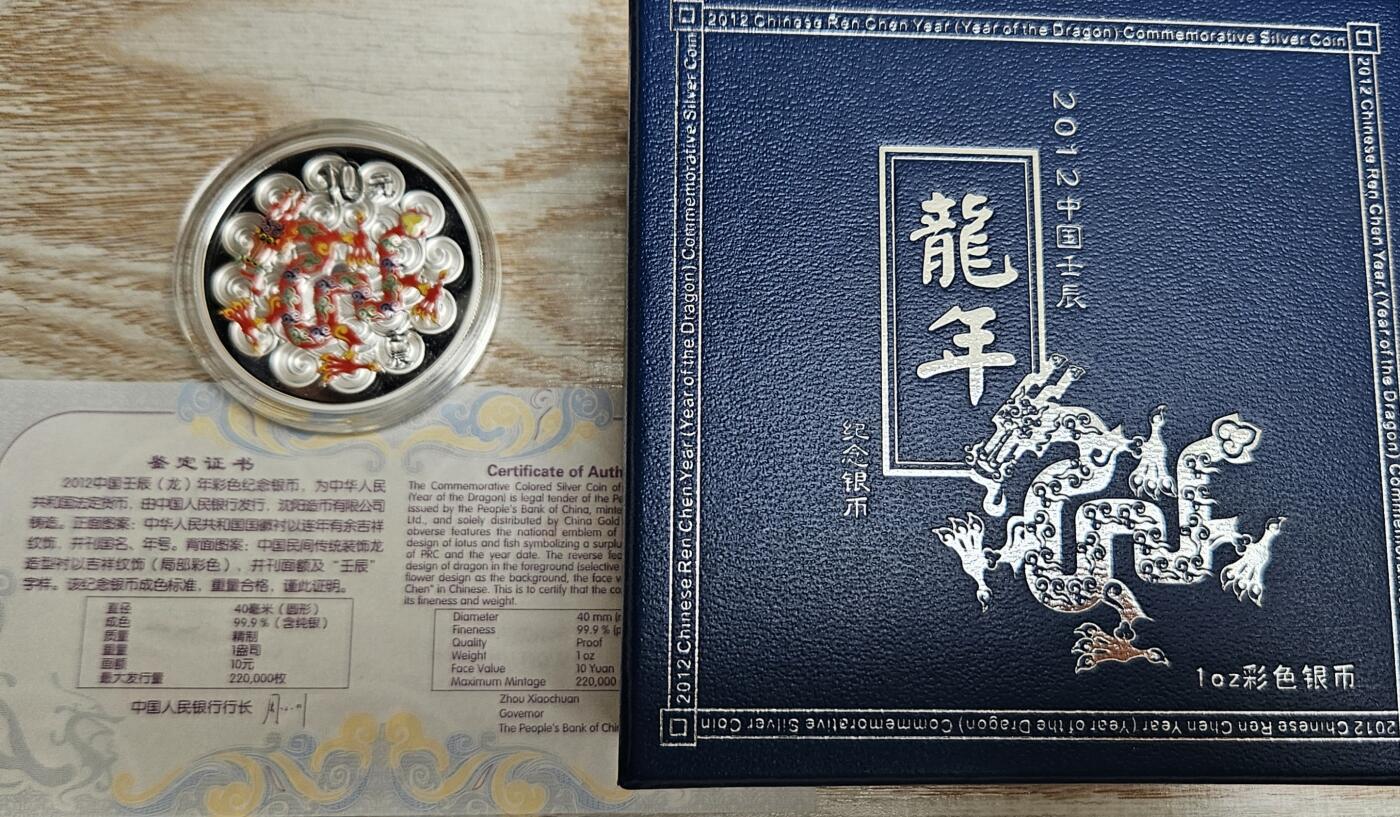 10元
壬辰
鉴定证书
2012中国壬辰（龙）年彩色纪念银币，为中华人民
共和国法定货币，由中国人民银行发行，沈阳造币有限公司
铸造。正面图案：中华人民共和国国徽衬以连年有余吉祥
纹饰，并刊国名、年号。背面图案：中国民间传统装饰龙
造型衬以吉祥纹饰（局部彩色），并刊面额及“壬辰”
字样。该纪念银币成色标准，重量合格，谨此证明。
直径 40毫米（圆形）
成色 99.9％（含纯银）
质量 精制
重量 1盎司
面额 10元
最大发行量 220,000枚
中国人民银行行长
Certificate of Auth
The Commemorative Colored Silver Coin of
(Year of the Dragon) is legal tender of the Pe
issued by the People's Bank of China, minte
Ltd., and solely distributed by China Gold
obverse features the national emblem of
design of lotus and fish symbolizing a surplu
of PRC and the year date. The reverse fea
design of dragon in the foreground (selective
flower design as the background, the face v
Chen" in Chinese. This is to certify that the co
its fineness and weight.
Diameter 40 mm (r
Fineness 99.9 % (p
Quality Proof
Weight 1 oz
Face Value 10 Yuan
Maximum Mintage 220,000
Zhou Xiaochuan
Governor
The People's Bank of Chi
2012 Chinese Ren Chen Year (Year of the Dragon) Commemorative Silver Coin
2012 Chinese Ren Chen Year (Year of the Dragon) Commemorative Silver Coin
2012 Chinese Ren Chen Year (Year of the Dragon) Commemorative
2012 Chinese Ren Chen Year (Year of the Dragon) Commemorative Silver Coin
2012中国壬辰
龍年
纪念银币
1oz彩色银币